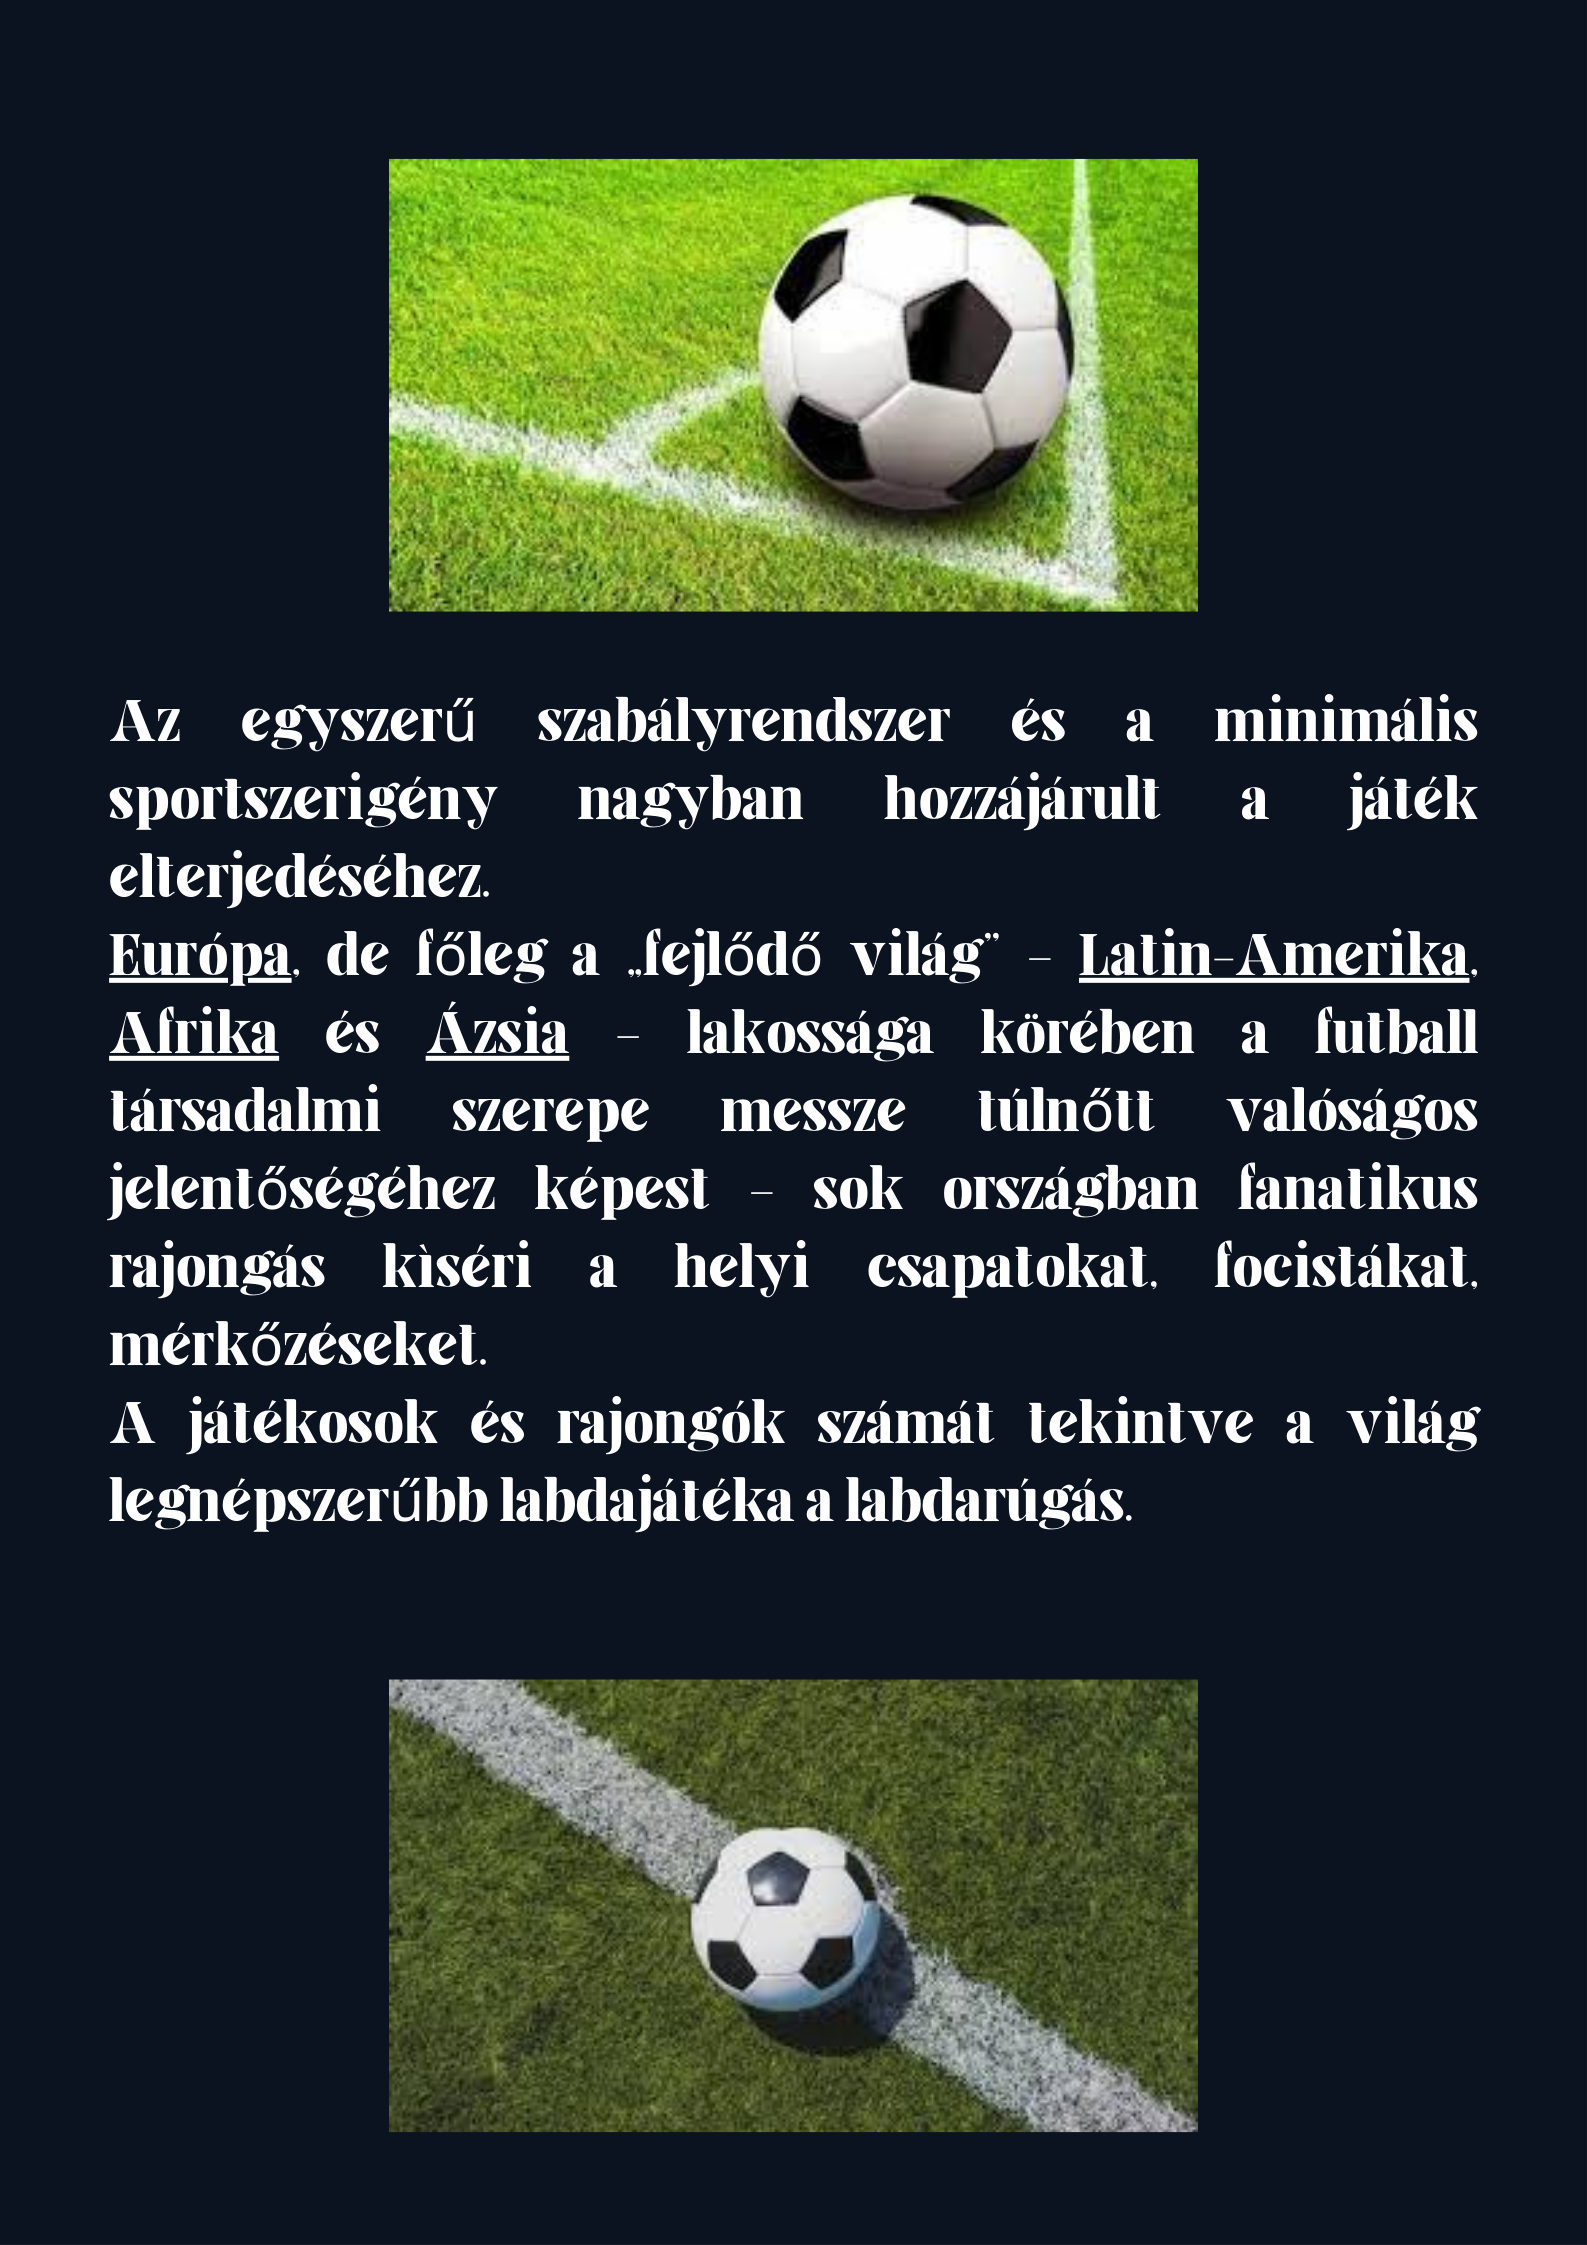 Az egyszerű szabályrendszer és a minimális
sportszerigény nagyban hozzájárult a játék
elterjedéséhez.
Európa, de főleg a „fejlődő világ” – Latin-Amerika,
Afrika és Ázsia – lakossága körében a futball
társadalmi szerepe messze túlnőtt valóságos
jelentőségéhez képest – sok országban fanatikus
rajongás kìséri a helyi csapatokat, focistákat,
mérkőzéseket.
A játékosok és rajongók számát tekintve a világ
legnépszerűbb labdajátéka a labdarúgás.